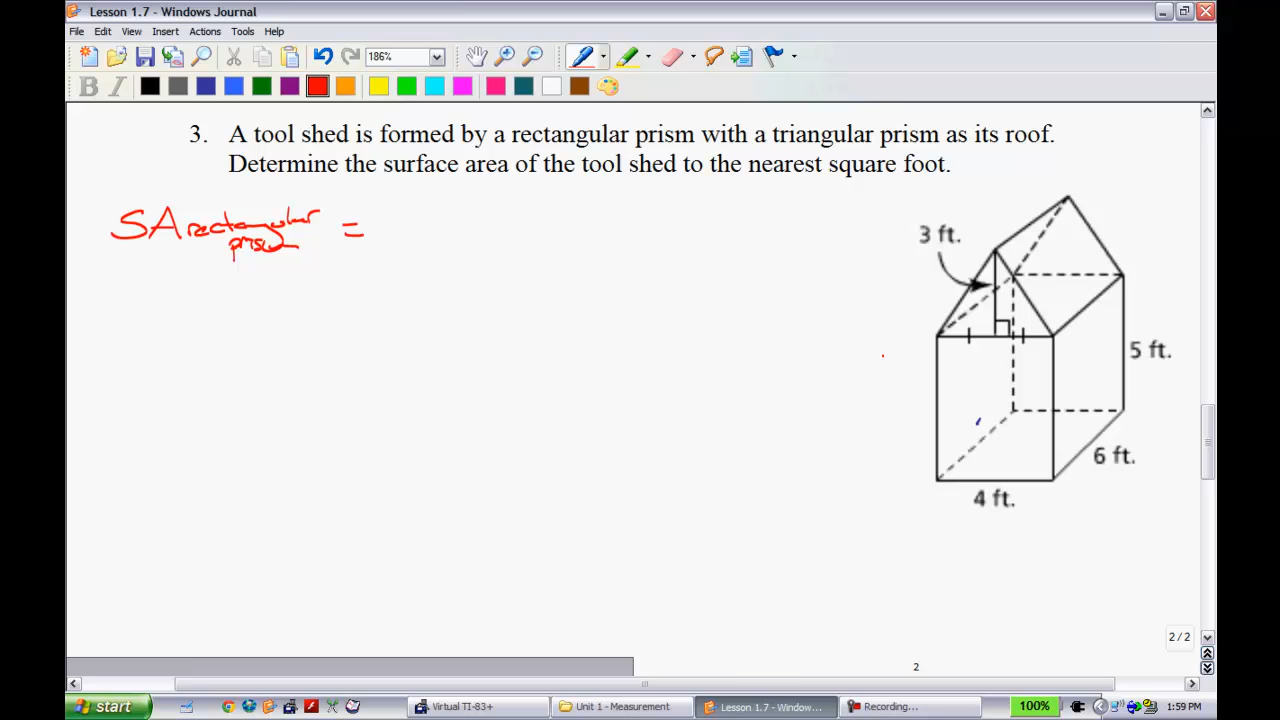 Lesson 1.7 - Windows Journal
File Edit View Insert Actions Tools Help
186%
B I
3. A tool shed is formed by a rectangular prism with a triangular prism as its roof.
Determine the surface area of the tool shed to the nearest square foot.
SA rectangular =
prism
3 ft.
5 ft.
6 ft.
4 ft.
2/2
2
start
Virtual TI-83+
Unit 1 - Measurement
Lesson 1.7 - Window...
Recording...
100%
1:59 PM